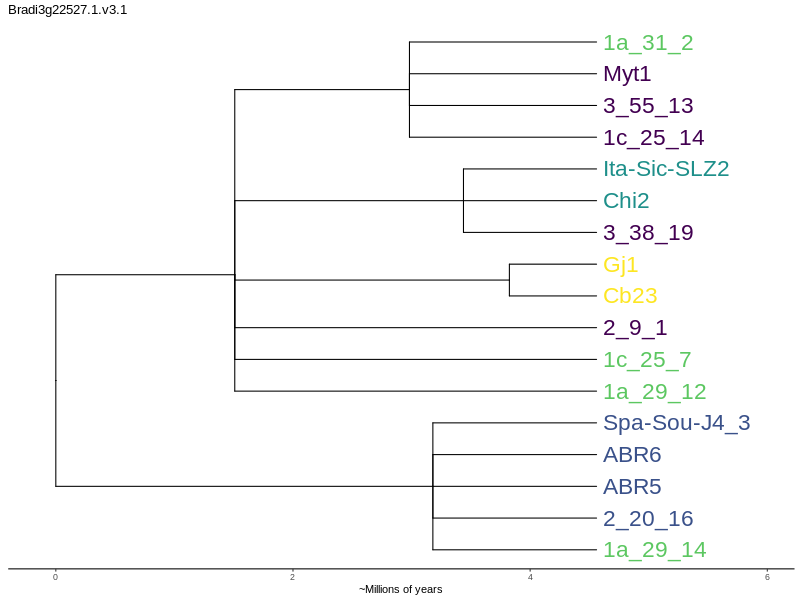 Bradi3g22527.1.v3.1
1a_31_2
Myt1
3_55_13
1c_25_14
Ita-Sic-SLZ2
Chi2
3_38_19
Gj1
Cb23
2_9_1
1c_25_7
1a_29_12
Spa-Sou-J4_3
ABR6
ABR5
2_20_16
1a_29_14
0 2 4 6
~Millions of years